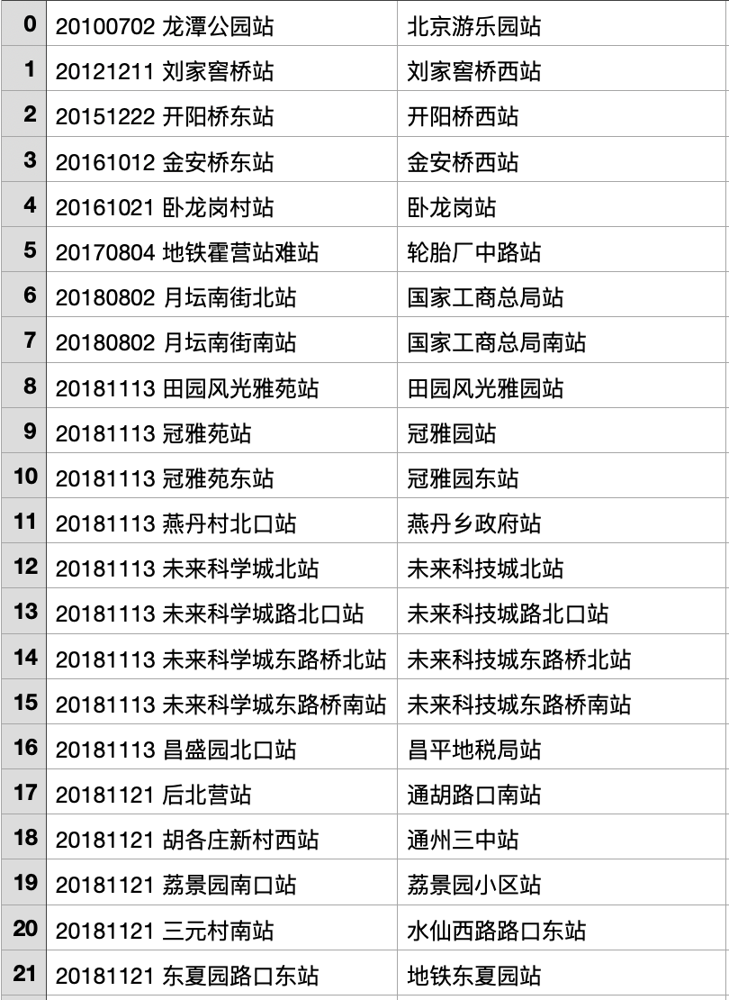 0 20100702 龙潭公园站 北京游乐园站
1 20121211 刘家窖桥站 刘家窖桥西站
2 20151222 开阳桥东站 开阳桥西站
3 20161012 金安桥东站 金安桥西站
4 20161021 卧龙岗村站 卧龙岗站
5 20170804 地铁霍营站难站 轮胎厂中路站
6 20180802 月坛南街北站 国家工商总局站
7 20180802 月坛南街南站 国家工商总局南站
8 20181113 田园风光雅苑站 田园风光雅园站
9 20181113 冠雅苑站 冠雅园站
10 20181113 冠雅苑东站 冠雅园东站
11 20181113 燕丹村北口站 燕丹乡政府站
12 20181113 未来科学城北站 未来科技城北站
13 20181113 未来科学城路北口站 未来科技城路北口站
14 20181113 未来科学城东路桥北站 未来科技城东路桥北站
15 20181113 未来科学城东路桥南站 未来科技城东路桥南站
16 20181113 昌盛园北口站 昌平地税局站
17 20181121 后北营站 通胡路口南站
18 20181121 胡各庄新村西站 通州三中站
19 20181121 荔景园南口站 荔景园小区站
20 20181121 三元村南站 水仙西路路口东站
21 20181121 东夏园路口东站 地铁东夏园站